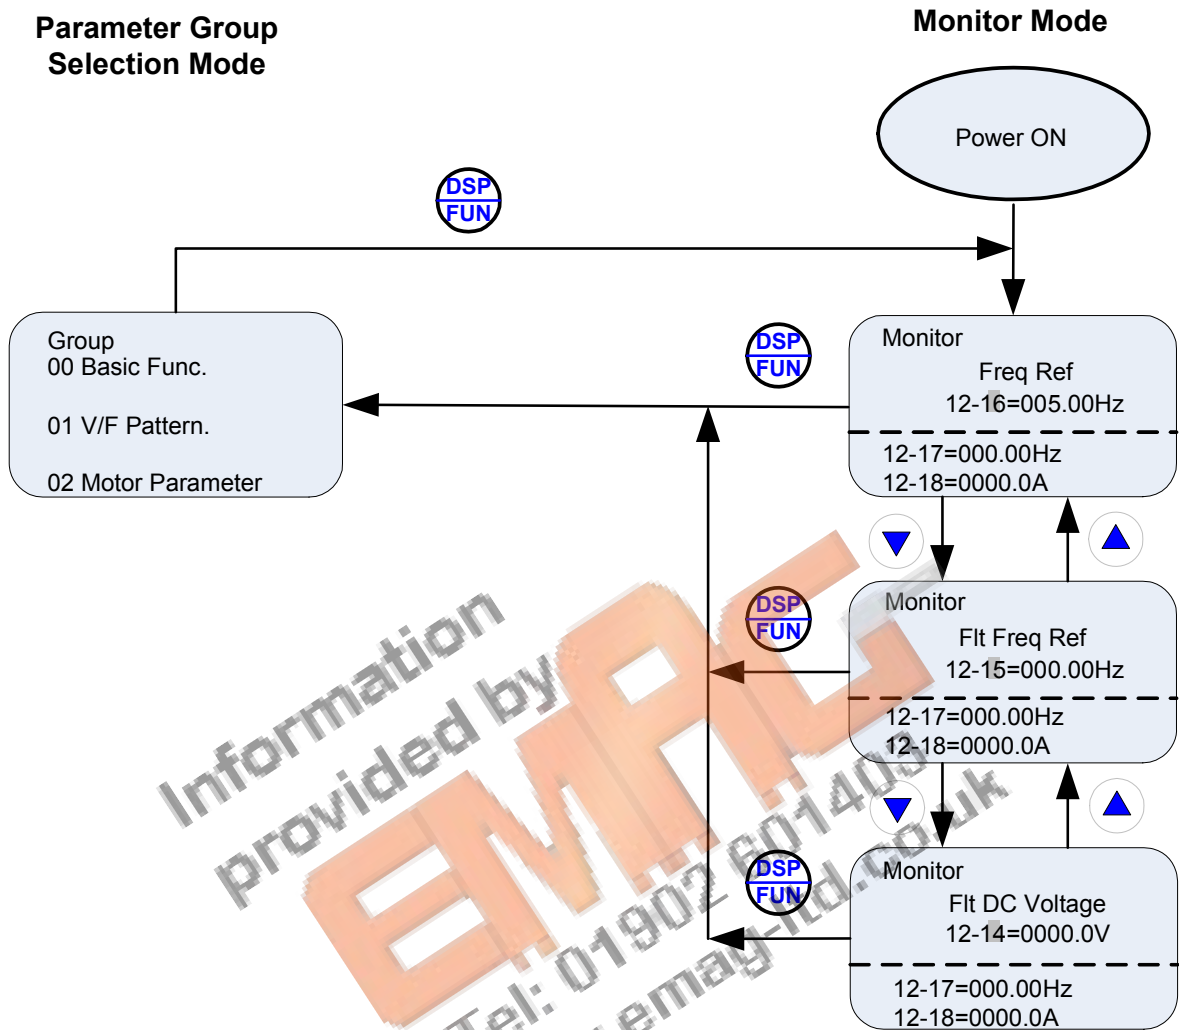 Parameter Group
Selection Mode
Monitor Mode
Power ON
DSP
FUN
Group
00 Basic Func.
01 V/F Pattern.
02 Motor Parameter
DSP
FUN
Monitor
Freq Ref
12-16=005.00Hz
12-17=000.00Hz
12-18=0000.0A
DSP
FUN
Monitor
Flt Freq Ref
12-15=000.00Hz
12-17=000.00Hz
12-18=0000.0A
DSP
FUN
Monitor
Flt DC Voltage
12-14=0000.0V
12-17=000.00Hz
12-18=0000.0A
Information
provided by
EMAG
Tel: 01902 601403
emag-ltd.co.uk